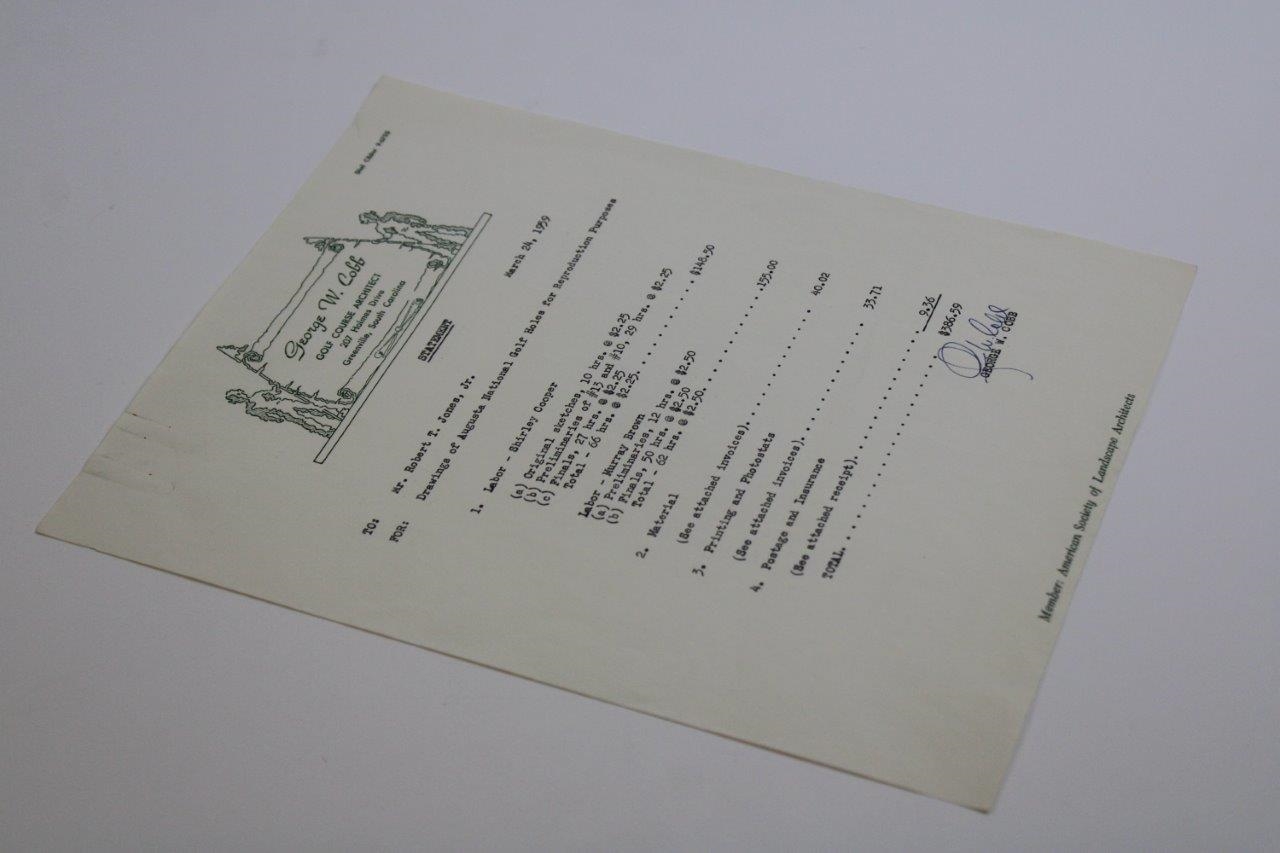 George W. Cobb
GOLF COURSE ARCHITECT
207 Holmes Drive
Greenville, South Carolina
March 24, 1959
STATEMENT
TO: Mr. Robert T. Jones, Jr.
FOR: Drawings of Augusta National Golf Holes for Reproduction Purposes
1. Labor - Shirley Cooper
(a) Original sketches, 10 hrs. @ $2.25
(b) Preliminaries of #13 and #10, 29 hrs. @ $2.25
(c) Finals, 27 hrs. @ $2.25
Total - 66 hrs. @ $2.25. . . . . . . . . . . . $148.50
Labor - Murray Brown
(a) Preliminaries, 12 hrs. @ $2.50
(b) Finals, 50 hrs. @ $2.50
Total - 62 hrs. @ $2.50. . . . . . . . . . . . .155.00
2. Material
(See attached invoices). . . . . . . . . . . . . 40.02
3. Printing and Photostats
(See attached invoices). . . . . . . . . . . . . 33.71
4. Postage and Insurance
(See attached receipt). . . . . . . . . . . . . 9.36
TOTAL. . . . . . . . . . . . . . . . . . . . $386.59
GEORGE W. COBB
Member: American Society of Landscape Architects